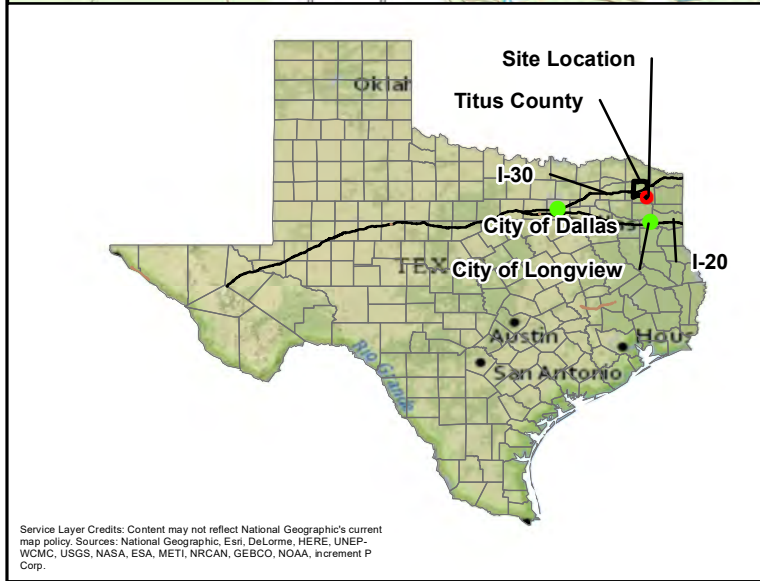 Site Location
Oklah
Titus County
I-30
City of Dallas
TEX
City of Longview
I-20
Austin
Hous
San Antonio
Rio Grande
Service Layer Credits: Content may not reflect National Geographic's current
map policy. Sources: National Geographic, Esri, DeLorme, HERE, UNEP-
WCMC, USGS, NASA, ESA, METI, NRCAN, GEBCO, NOAA, increment P
Corp.